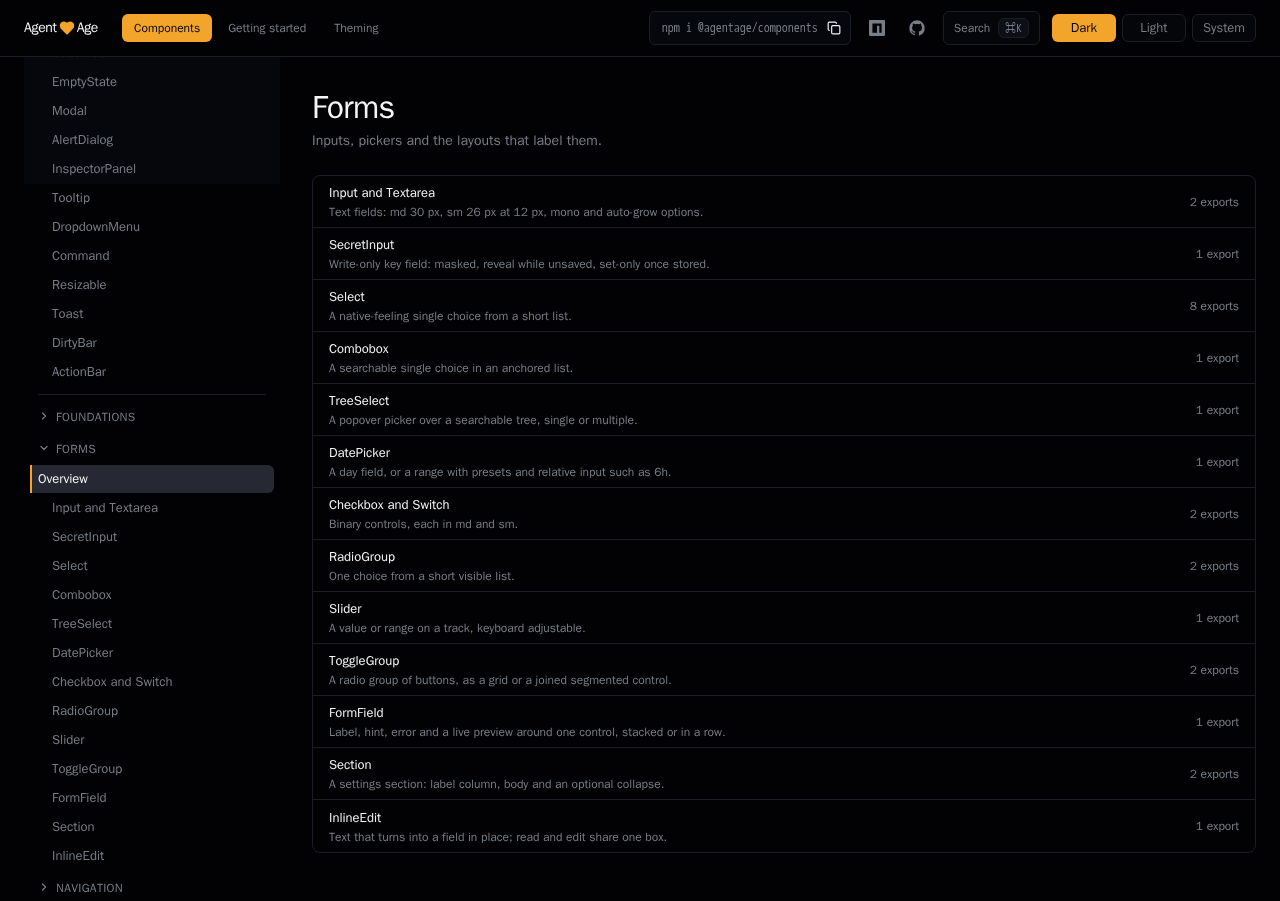 Agent Age
Components
Getting started
Theming
npm i @agentage/components
Search ⌘K
Dark
Light
System
EmptyState
Modal
AlertDialog
InspectorPanel
Tooltip
DropdownMenu
Command
Resizable
Toast
DirtyBar
ActionBar
FOUNDATIONS
FORMS
Overview
Input and Textarea
SecretInput
Select
Combobox
TreeSelect
DatePicker
Checkbox and Switch
RadioGroup
Slider
ToggleGroup
FormField
Section
InlineEdit
NAVIGATION
Forms
Inputs, pickers and the layouts that label them.
Input and Textarea
Text fields: md 30 px, sm 26 px at 12 px, mono and auto-grow options.
2 exports
SecretInput
Write-only key field: masked, reveal while unsaved, set-only once stored.
1 export
Select
A native-feeling single choice from a short list.
8 exports
Combobox
A searchable single choice in an anchored list.
1 export
TreeSelect
A popover picker over a searchable tree, single or multiple.
1 export
DatePicker
A day field, or a range with presets and relative input such as 6h.
1 export
Checkbox and Switch
Binary controls, each in md and sm.
2 exports
RadioGroup
One choice from a short visible list.
2 exports
Slider
A value or range on a track, keyboard adjustable.
1 export
ToggleGroup
A radio group of buttons, as a grid or a joined segmented control.
2 exports
FormField
Label, hint, error and a live preview around one control, stacked or in a row.
1 export
Section
A settings section: label column, body and an optional collapse.
2 exports
InlineEdit
Text that turns into a field in place; read and edit share one box.
1 export